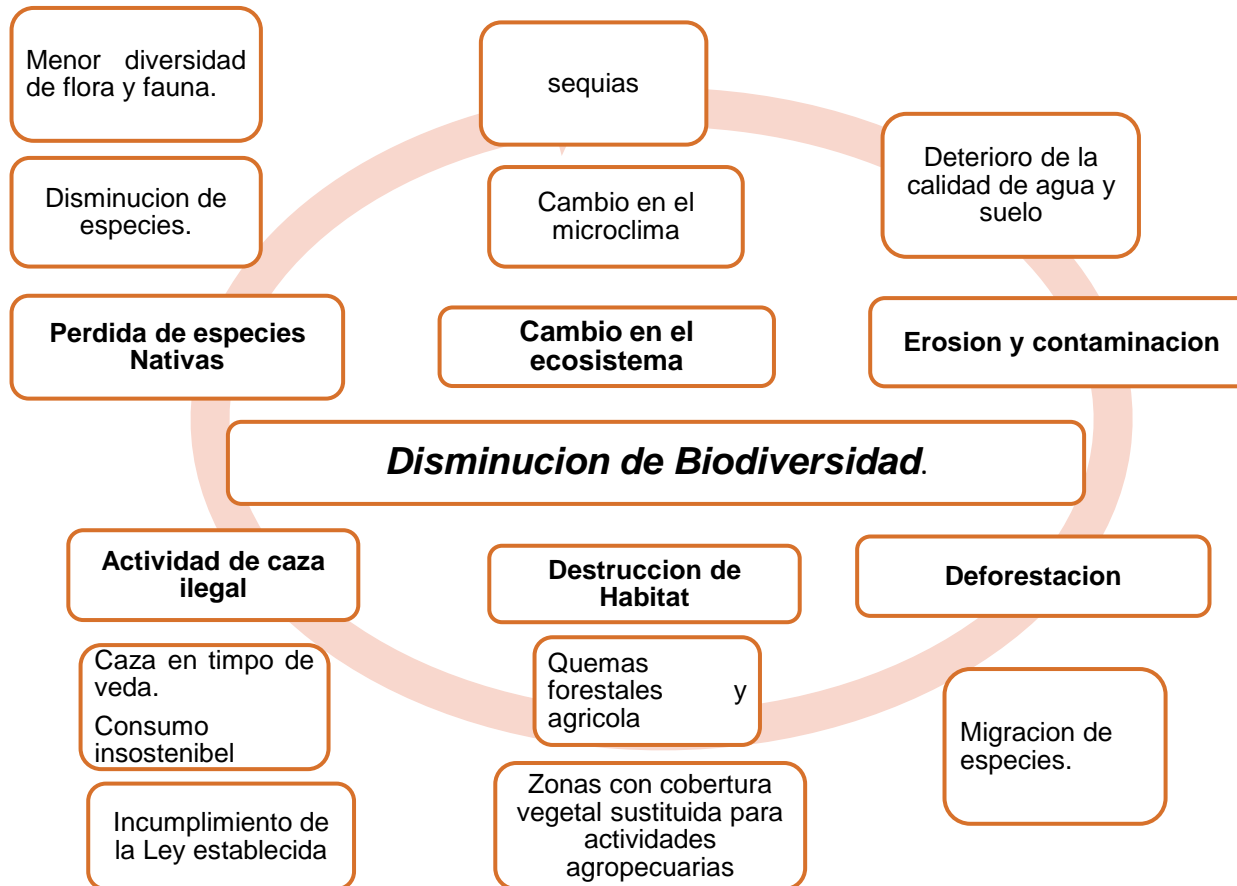 Menor diversidad
de flora y fauna.
sequias
Deterioro de la
calidad de agua y
suelo
Disminucion de
especies.
Cambio en el
microclima
Perdida de especies
Nativas
Cambio en el
ecosistema
Erosion y contaminacion
Disminucion de Biodiversidad.
Actividad de caza
ilegal
Destruccion de
Habitat
Deforestacion
Caza en timpo de
veda.
Consumo
insostenibel
Quemas
forestales y
agricola
Migracion de
especies.
Incumplimiento de
la Ley establecida
Zonas con cobertura
vegetal sustituida para
actividades
agropecuarias